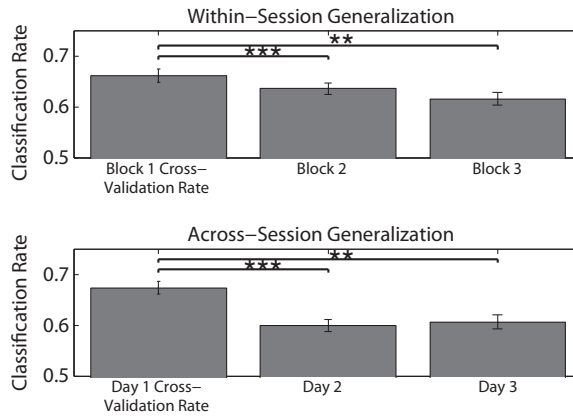 Within−Session Generalization
Classification Rate
0.7
0.6
0.5
**
***
Block 1 Cross−
Validation Rate
Block 2
Block 3
Across−Session Generalization
Classification Rate
0.7
0.6
0.5
**
***
Day 1 Cross−
Validation Rate
Day 2
Day 3